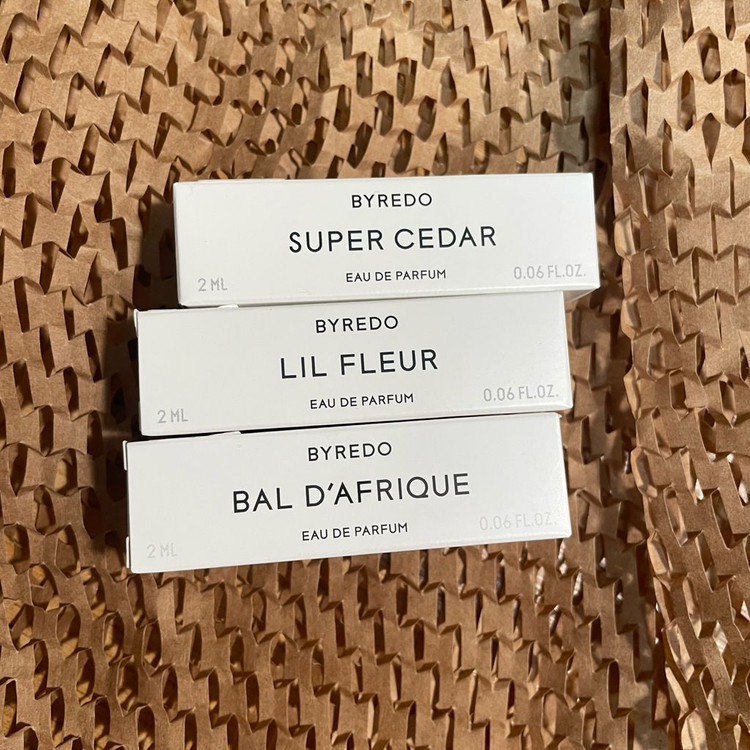 BYREDO
SUPER CEDAR
2 ML EAU DE PARFUM 0.06 FL.OZ.
BYREDO
LIL FLEUR
2 ML EAU DE PARFUM 0.06 FL.OZ.
BYREDO
BAL D'AFRIQUE
2 ML EAU DE PARFUM 0.06 FL.OZ.